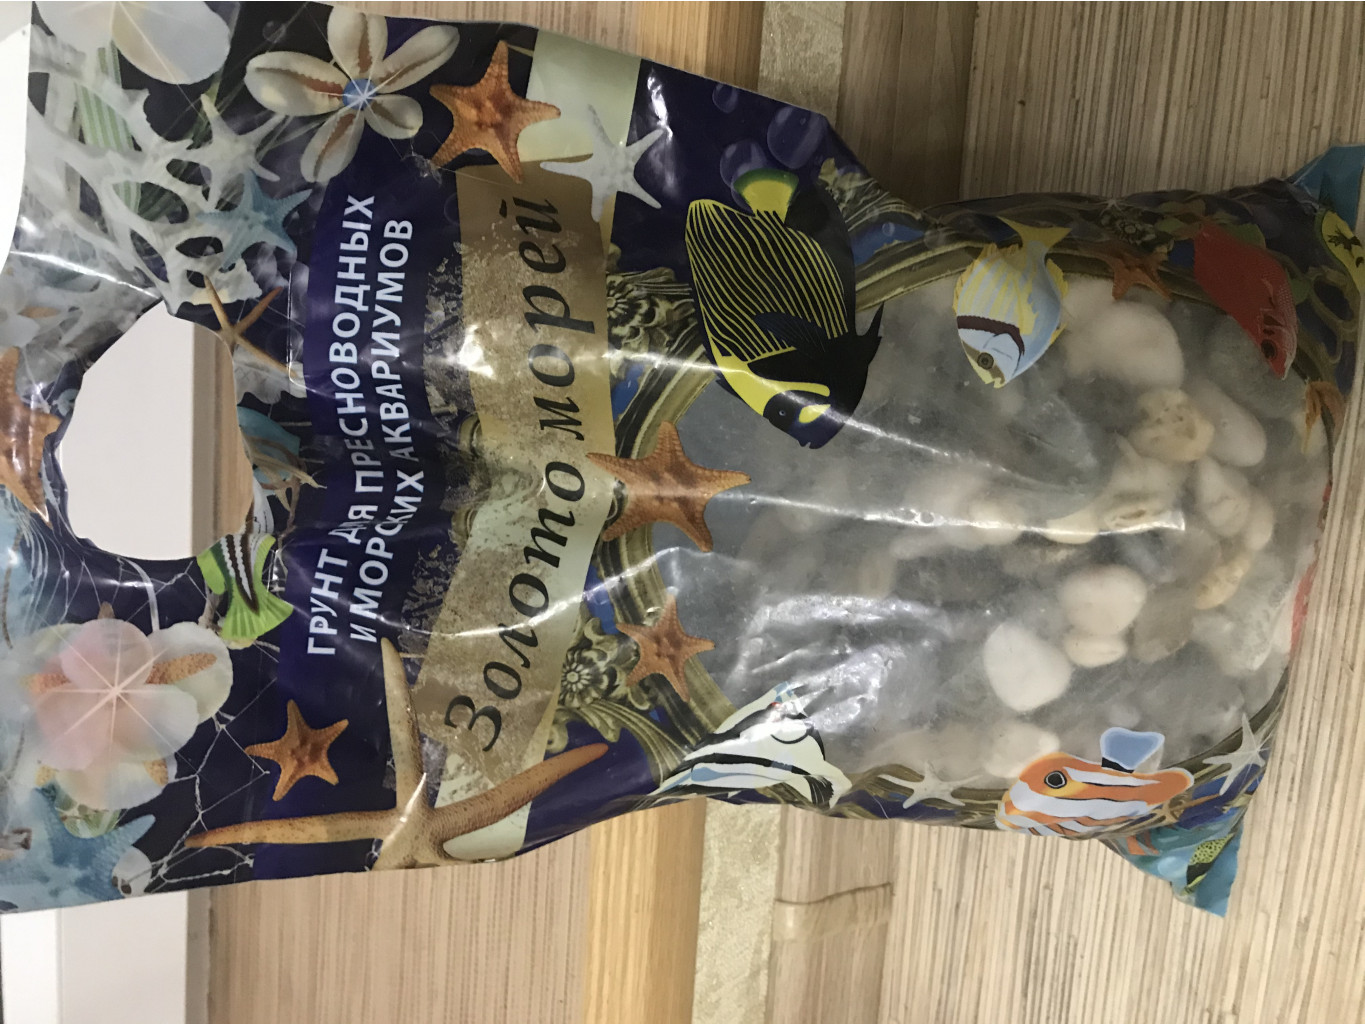 ГРУНТ ДЛЯ ПРЕСНОВОДНЫХ
И МОРСКИХ АКВАРИУМОВ
Золото морей